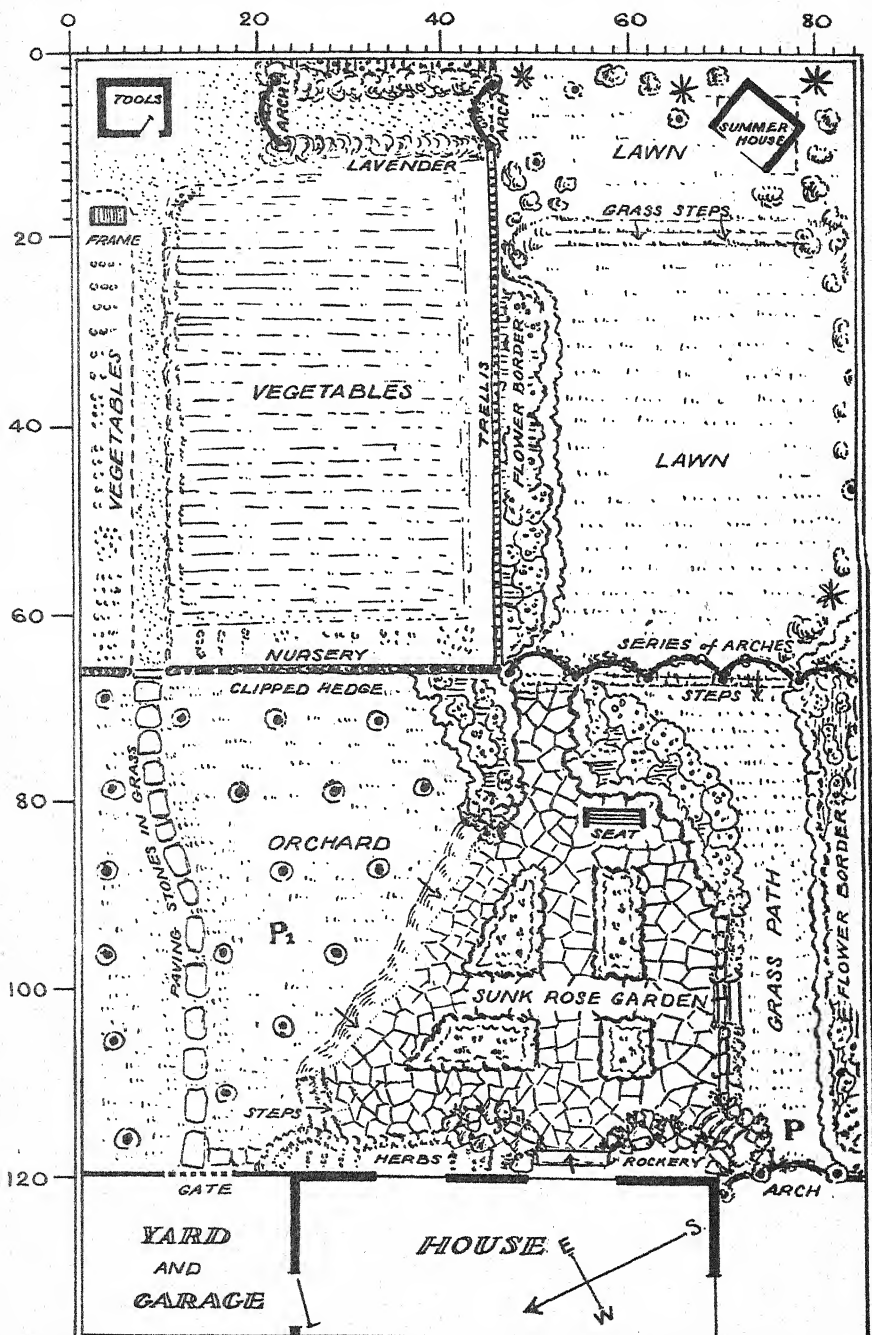 0 20 40 60 80
0
TOOLS
ARCH
ARCH
SUMMER
HOUSE
LAWN
LAVENDER
GRASS STEPS
20
FRAME
VEGETABLES
VEGETABLES
TRELLIS
FLOWER BORDER
40
LAWN
60
NURSERY
SERIES of ARCHES
CLIPPED HEDGE
STEPS
PAVING STONES IN GRASS
80
SEAT
ORCHARD
P1
GRASS PATH
FLOWER BORDER
100
SUNK ROSE GARDEN
STEPS
P
HERBS
ROCKERY
120
GATE
ARCH
YARD
AND
GARAGE
HOUSE
E
S.
W